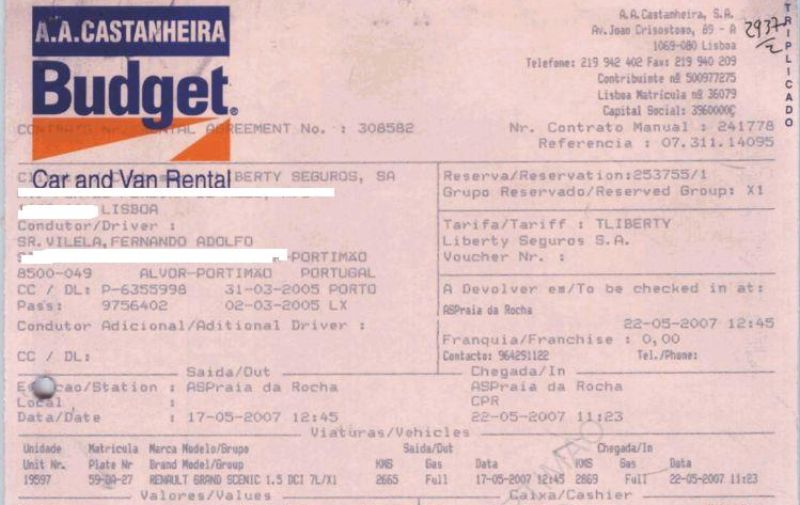 A.A.CASTANHEIRA
Budget®
Car and Van Rental
A.A.Castanheira, S.A.
Av.Joao Crisostomo, 89 - A
1069-080 Lisboa
Telefone: 219 942 402 Fax: 219 940 209
Contribuinte nº 500977275
Lisboa Matricula nº 36079
Capital Social: 3960000€
2937
TRIPLICADO
RENTAL AGREEMENT No. : 308582
Nr. Contrato Manual : 241778
Referencia : 07.311.14095
LIBERTY SEGUROS, SA
LISBOA
Condutor/Driver :
SR.VILELA,FERNANDO ADOLFO
-PORTIMÃO
8500-049 ALVOR-PORTIMÃO PORTUGAL
CC / DL: P-6355998 31-03-2005 PORTO
Pass: 9756402 02-03-2005 LX
Condutor Adicional/Aditional Driver :
CC / DL:
Reserva/Reservation:253755/1
Grupo Reservado/Reserved Group: X1
Tarifa/Tariff : TLIBERTY
Liberty Seguros S.A.
Voucher Nr. :
A Devolver em/To be checked in at:
ASPraia da Rocha
22-05-2007 12:45
Franquia/Franchise : 0,00
Contacto: 964251122 Tel./Phone:
Saida/Out Chegada/In
Estacao/Station : ASPraia da Rocha ASPraia da Rocha
Local : CPR
Data/Date : 17-05-2007 12:45 22-05-2007 11:23
Viaturas/Vehicles
Unidade Matricula Marca Modelo/Grupo Saida/Out Chegada/In
Unit Nr. Plate Nr Brand Model/Group KMS Gas Data KMS Gas Data
19597 59-DA-27 RENAULT GRAND SCENIC 1.5 DCI 7L/X1 2665 Full 17-05-2007 12:45 2669 Full 22-05-2007 11:23
Valores/Values Caixa/Cashier